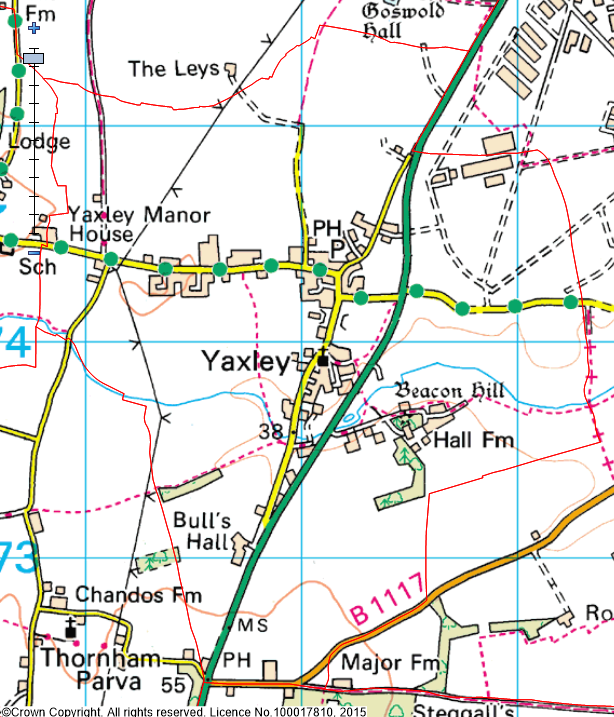 Fm
Goswold
Hall
The Leys
Lodge
Yaxley Manor
House
PH
P
Sch
74
Yaxley
Beacon Hill
38
Hall Fm
Bull's
Hall
73
Chandos Fm
B1117
MS
Ro
Thornham
Parva
PH
Major Fm
55
Steggall's
©Crown Copyright. All rights reserved. Licence No.100017810. 2015